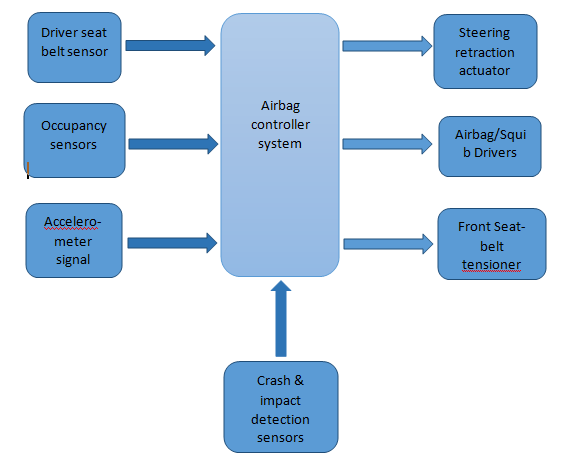 Driver seat
belt sensor
Occupancy
sensors
Accelero-
meter
signal
Airbag
controller
system
Steering
retraction
actuator
Airbag/Squi
b Drivers
Front Seat-
belt
tensioner
Crash &
impact
detection
sensors